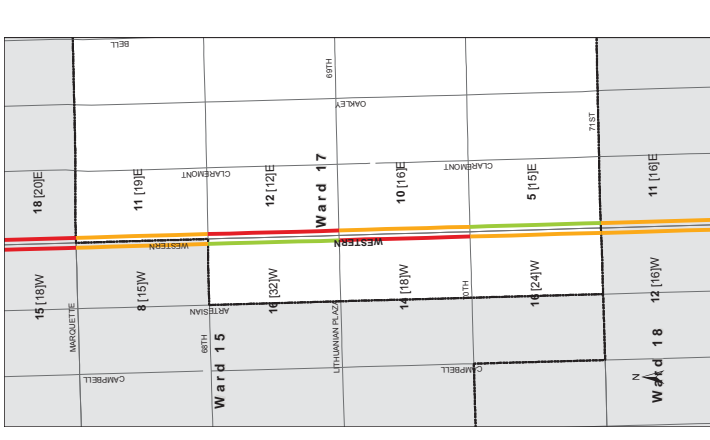 BELL
69TH
OAKLEY
71ST
18 [20]E
11 [19]E
CLAREMONT
12 [12]E
Ward 17
10 [16]E
CLAREMONT
5 [15]E
11 [16]E
WESTERN
WESTERN
15 [18]W
8 [15]W
16 [32]W
14 [18]W
70TH
16 [24]W
12 [16]W
MARQUETTE
ARTESIAN
68TH
Ward 15
LITHUANIAN PLAZA
CAMPBELL
CAMPBELL
N
Ward 18